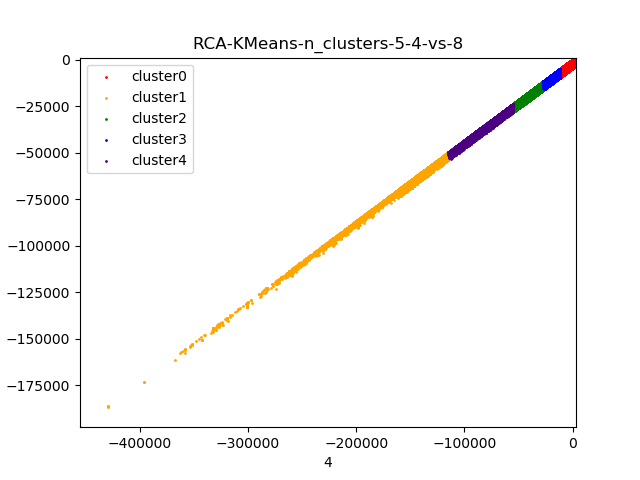 RCA-KMeans-n_clusters-5-4-vs-8
cluster0
cluster1
cluster2
cluster3
cluster4
0
−25000
−50000
−75000
−100000
−125000
−150000
−175000
−400000 −300000 −200000 −100000 0
4